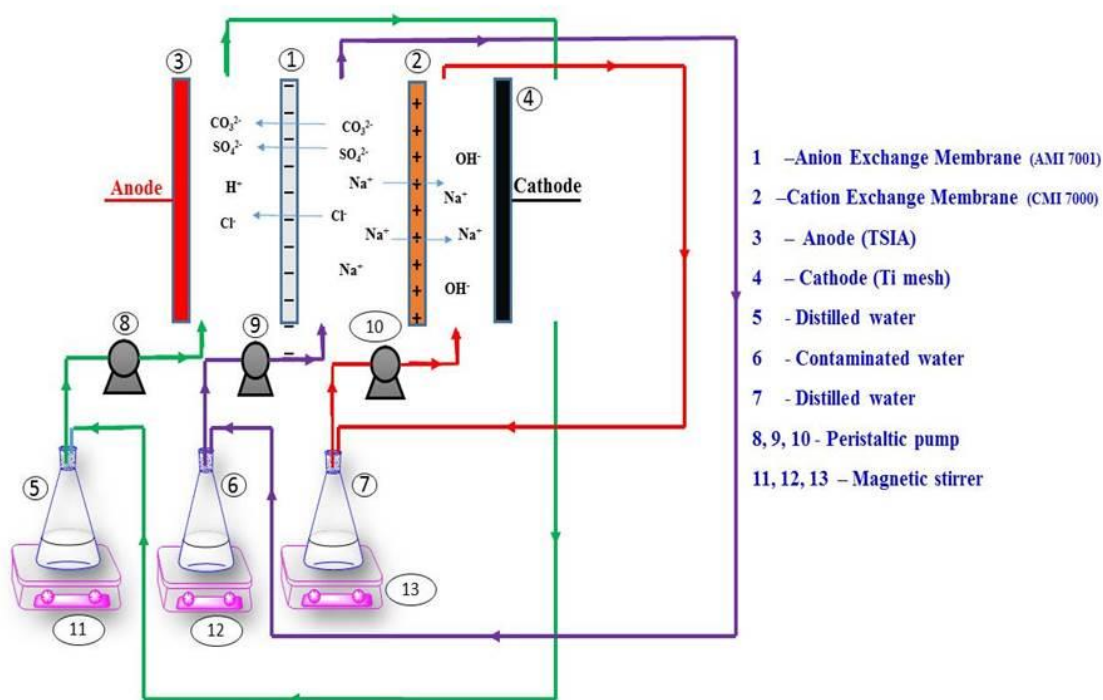 3
1
2
4
CO₃²⁻
SO₄²⁻
H⁺
Cl⁻
CO₃²⁻
SO₄²⁻
Na⁺
Cl⁻
Na⁺
Na⁺
OH⁻
Na⁺
Na⁺
OH⁻
Anode
Cathode
8
9
10
5
6
7
11
12
13
1 –Anion Exchange Membrane (AMI 7001)
2 –Cation Exchange Membrane (CMI 7000)
3 – Anode (TSIA)
4 – Cathode (Ti mesh)
5 - Distilled water
6 - Contaminated water
7 - Distilled water
8, 9, 10 - Peristaltic pump
11, 12, 13 – Magnetic stirrer